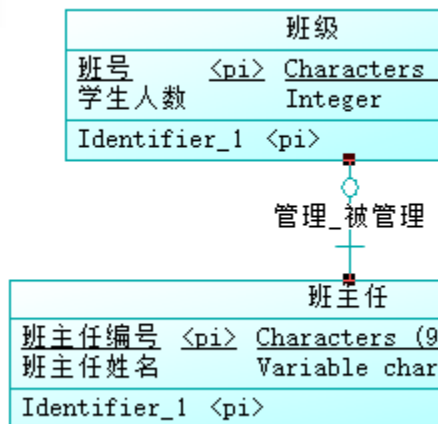 班级
班号 <pi> Characters
学生人数 Integer
Identifier_1 <pi>
管理_被管理
班主任
班主任编号 <pi> Characters (9
班主任姓名 Variable char
Identifier_1 <pi>